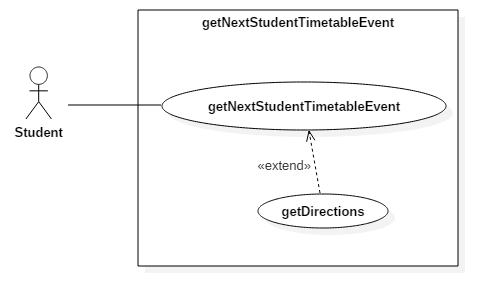 getNextStudentTimetableEvent
getNextStudentTimetableEvent
Student
«extend»
getDirections